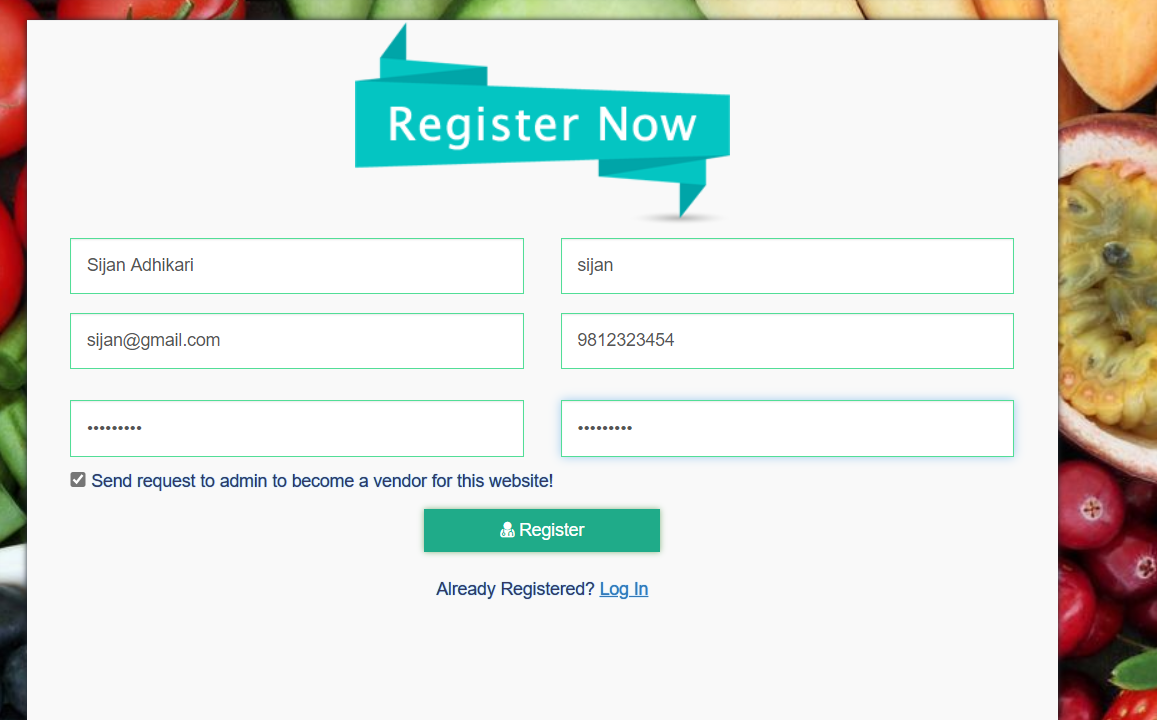 Register Now
Sijan Adhikari
sijan
sijan@gmail.com
9812323454
•••••••••
•••••••••
Send request to admin to become a vendor for this website!
Register
Already Registered? Log In